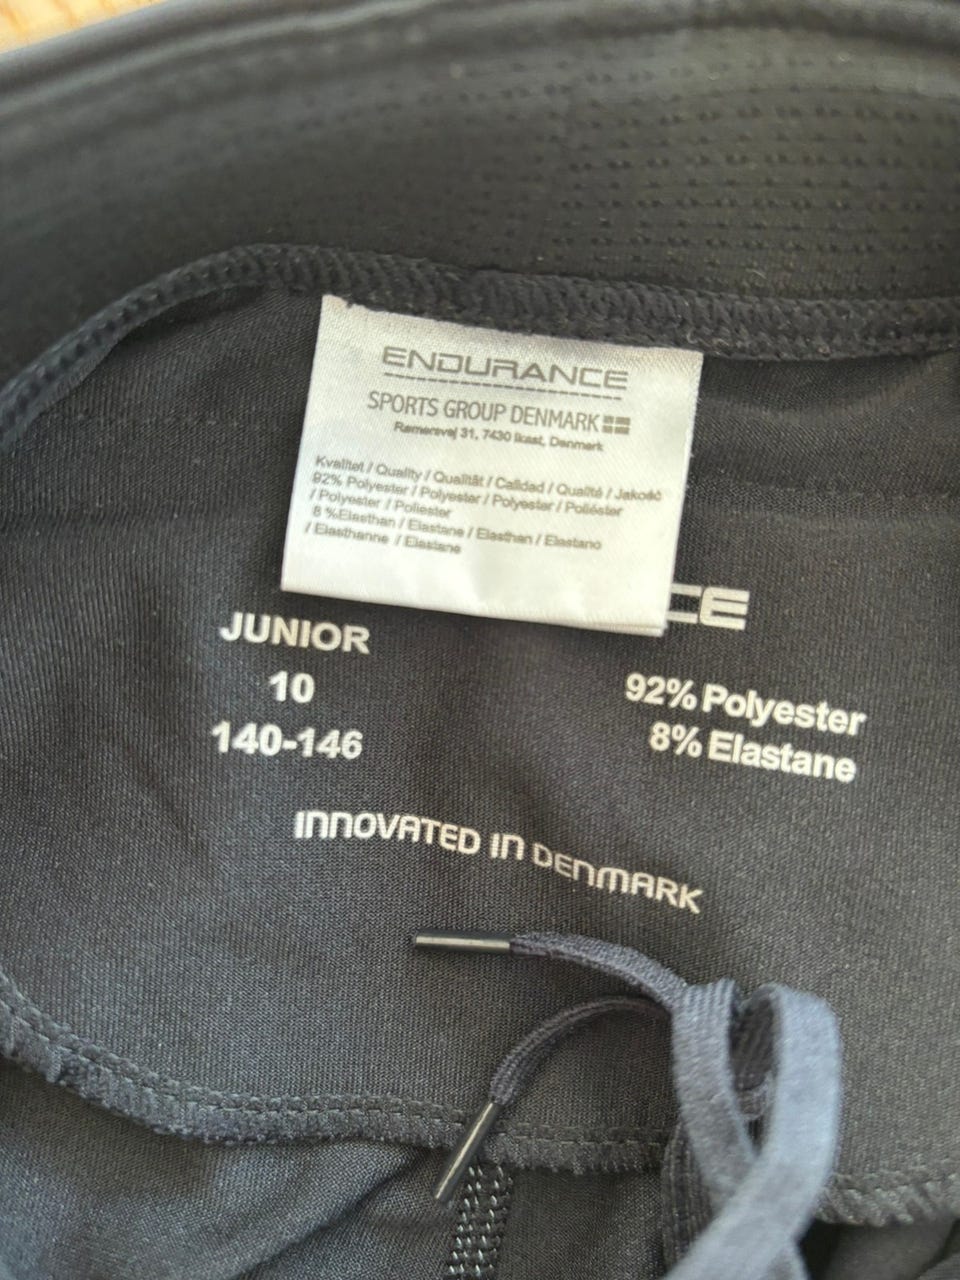 ENDURANCE
SPORTS GROUP DENMARK
Rømersvej 31, 7430 Ikast, Denmark
Kvalitet / Quality / Qualität / Calidad / Qualité / Jakość
92% Polyester / Polyester / Polyester / Poliéster
/ Polyester / Poliester
8 %Elasthan / Elastane / Elasthan / Elastano
/ Elasthanne / Elastane
CE
JUNIOR
10
140-146
92% Polyester
8% Elastane
INNOVATED IN DENMARK